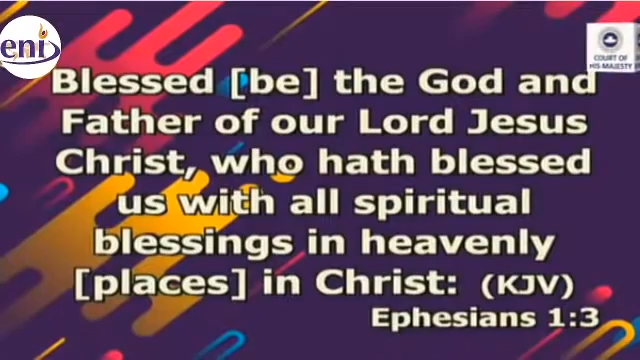 eni
COURT OF
HIS MAJESTY
Blessed [be] the God and
Father of our Lord Jesus
Christ, who hath blessed
us with all spiritual
blessings in heavenly
[places] in Christ: (KJV)
Ephesians 1:3